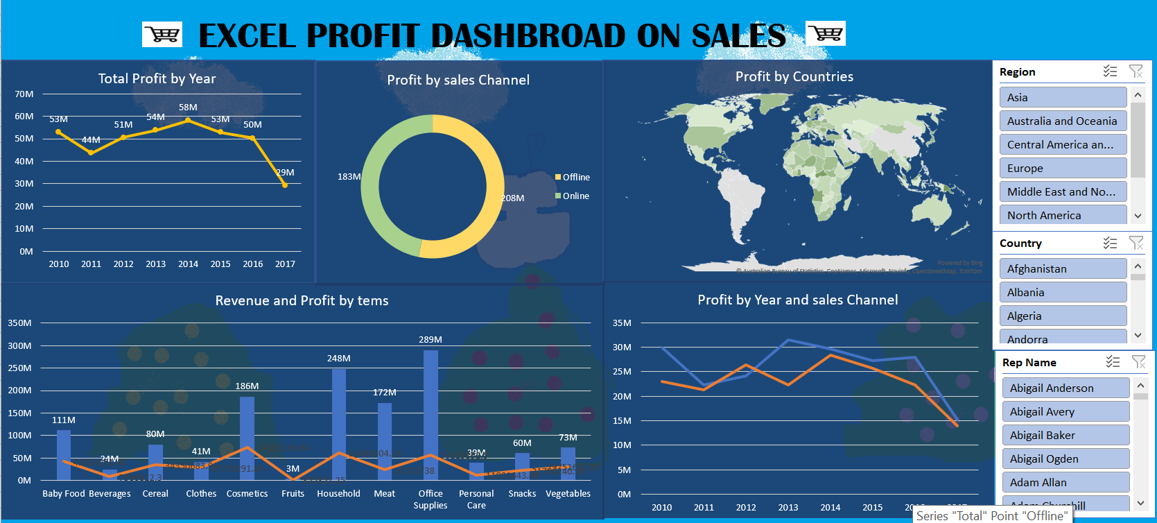 EXCEL PROFIT DASHBROAD ON SALES
Total Profit by Year
70M
60M
50M
40M
30M
20M
10M
0M
53M
44M
51M
54M
58M
53M
50M
29M
2010 2011 2012 2013 2014 2015 2016 2017
Profit by sales Channel
183M
208M
Offline
Online
Profit by Countries
Powered by Bing
Region
Asia
Australia and Oceania
Central America an...
Europe
Middle East and No...
North America
Country
Afghanistan
Albania
Algeria
Andorra
Rep Name
Abigail Anderson
Abigail Avery
Abigail Baker
Abigail Ogden
Adam Allan
Adam Churchill
Revenue and Profit by tems
350M
300M
250M
200M
150M
100M
50M
0M
111M
24M
80M
41M
186M
3M
248M
172M
289M
39M
60M
73M
Baby Food Beverages Cereal Clothes Cosmetics Fruits Household Meat Office Supplies Personal Care Snacks Vegetables
Profit by Year and sales Channel
35M
30M
25M
20M
15M
10M
5M
0M
2010 2011 2012 2013 2014 2015
Series "Total" Point "Offline"